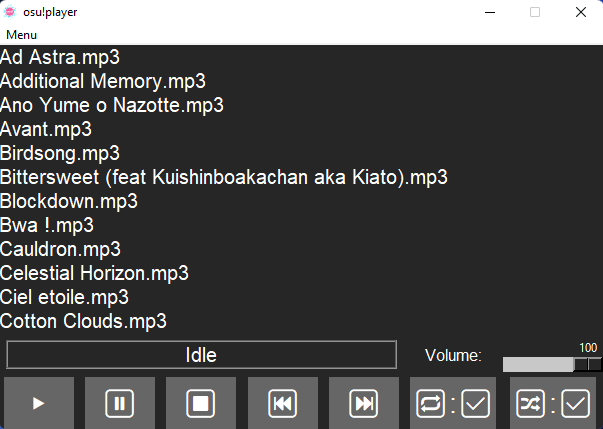 osu!player
Menu
Ad Astra.mp3
Additional Memory.mp3
Ano Yume o Nazotte.mp3
Avant.mp3
Birdsong.mp3
Bittersweet (feat Kuishinboakachan aka Kiato).mp3
Blockdown.mp3
Bwa !.mp3
Cauldron.mp3
Celestial Horizon.mp3
Ciel etoile.mp3
Cotton Clouds.mp3
Idle
Volume:
100
:
: